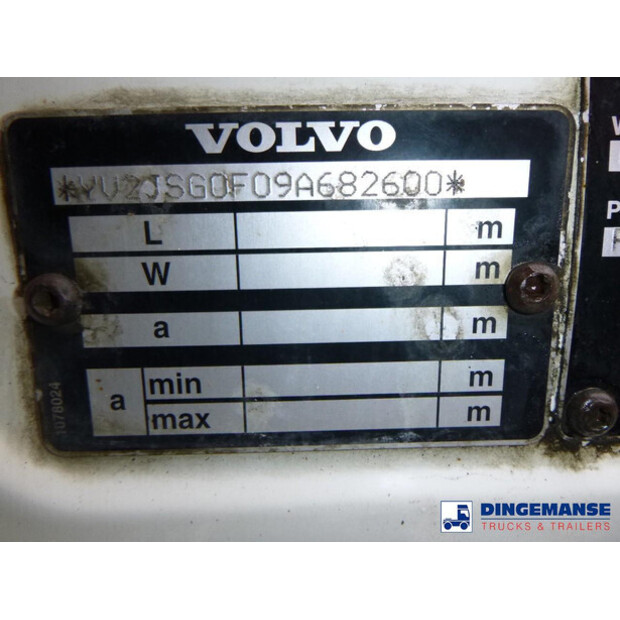 VOLVO
*YV2JSG0F09A682600*
L m
W m
a m
a min m
max m
1078024
DINGEMANSE
TRUCKS & TRAILERS